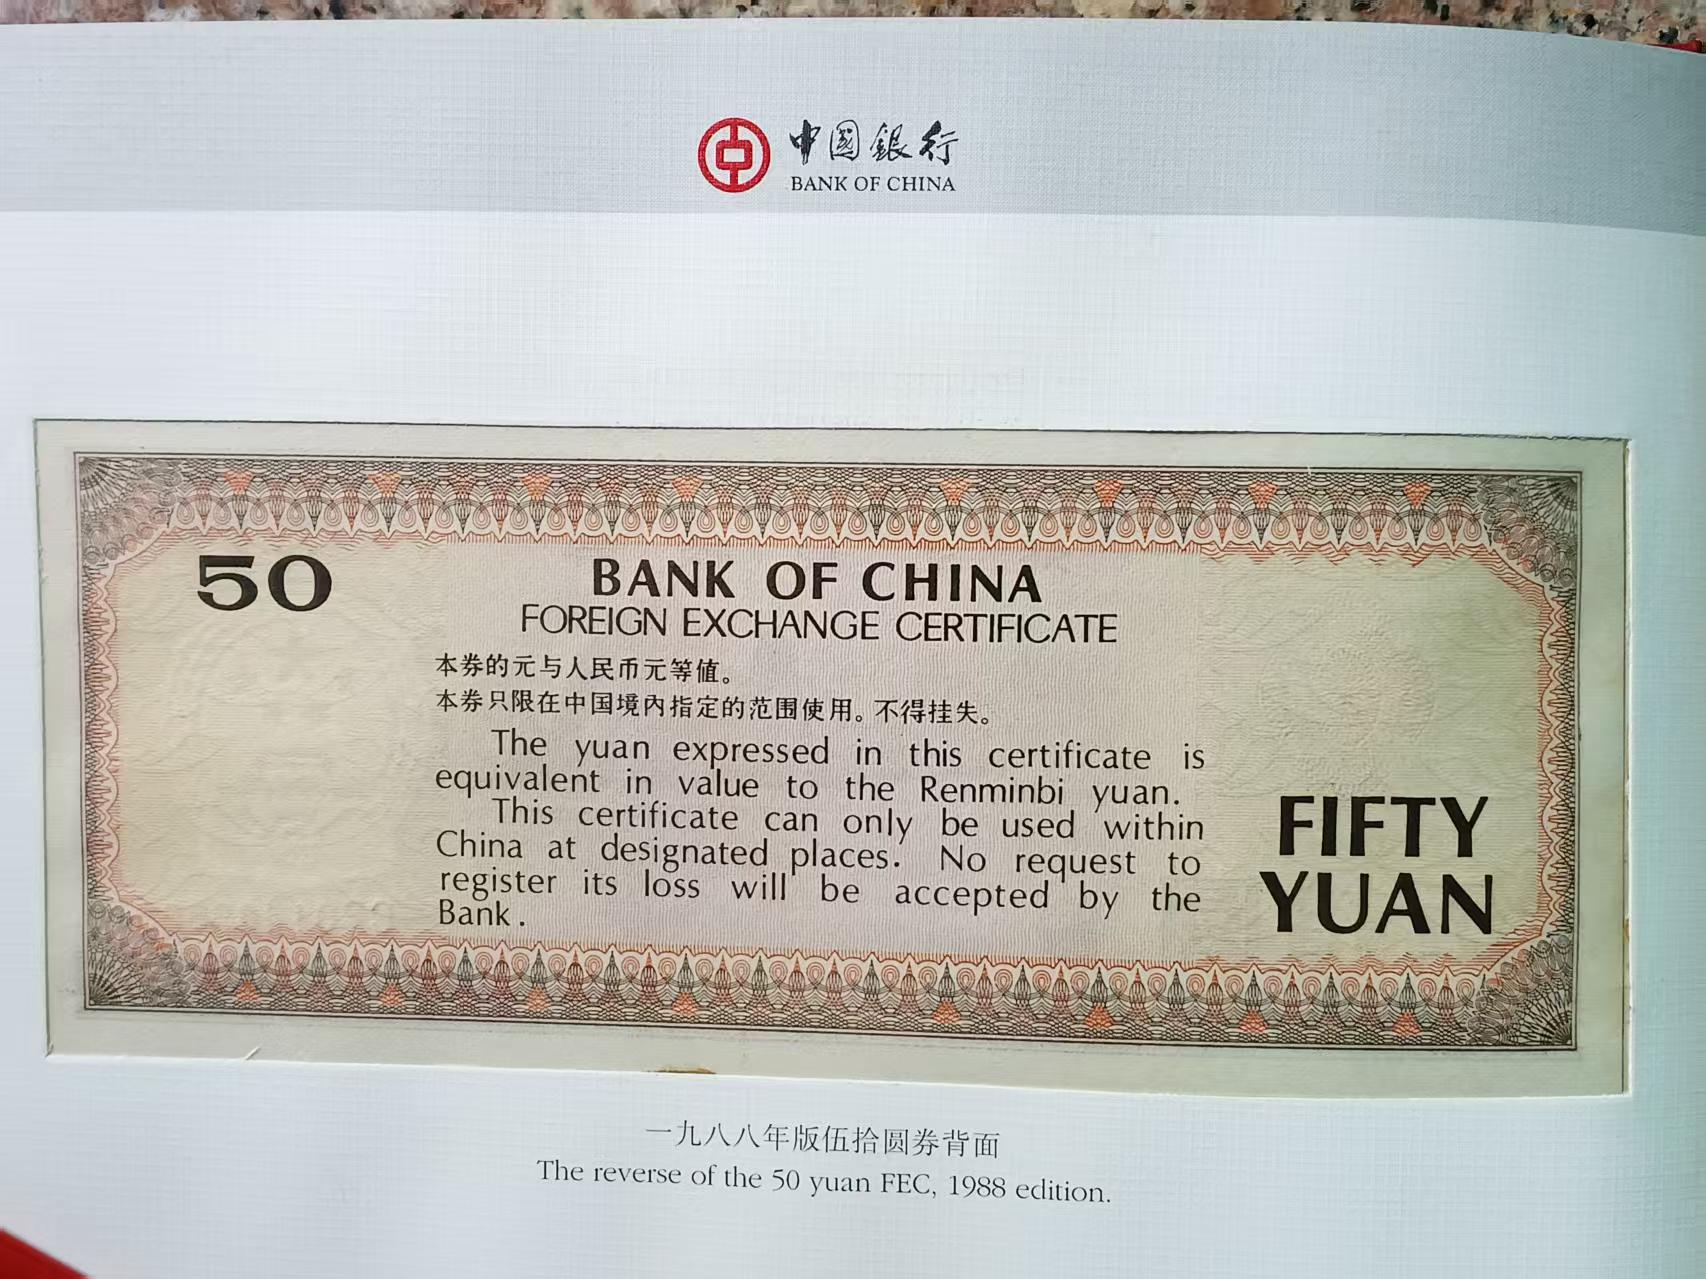 中國銀行
BANK OF CHINA
50
BANK OF CHINA
FOREIGN EXCHANGE CERTIFICATE
本券的元与人民币元等値。
本券只限在中国境內指定的范围使用。不得挂失。
The yuan expressed in this certificate is
equivalent in value to the Renminbi yuan.
This certificate can only be used within
China at designated places. No request to
register its loss will be accepted by the
Bank.
FIFTY
YUAN
一九八八年版伍拾圆券背面
The reverse of the 50 yuan FEC, 1988 edition.